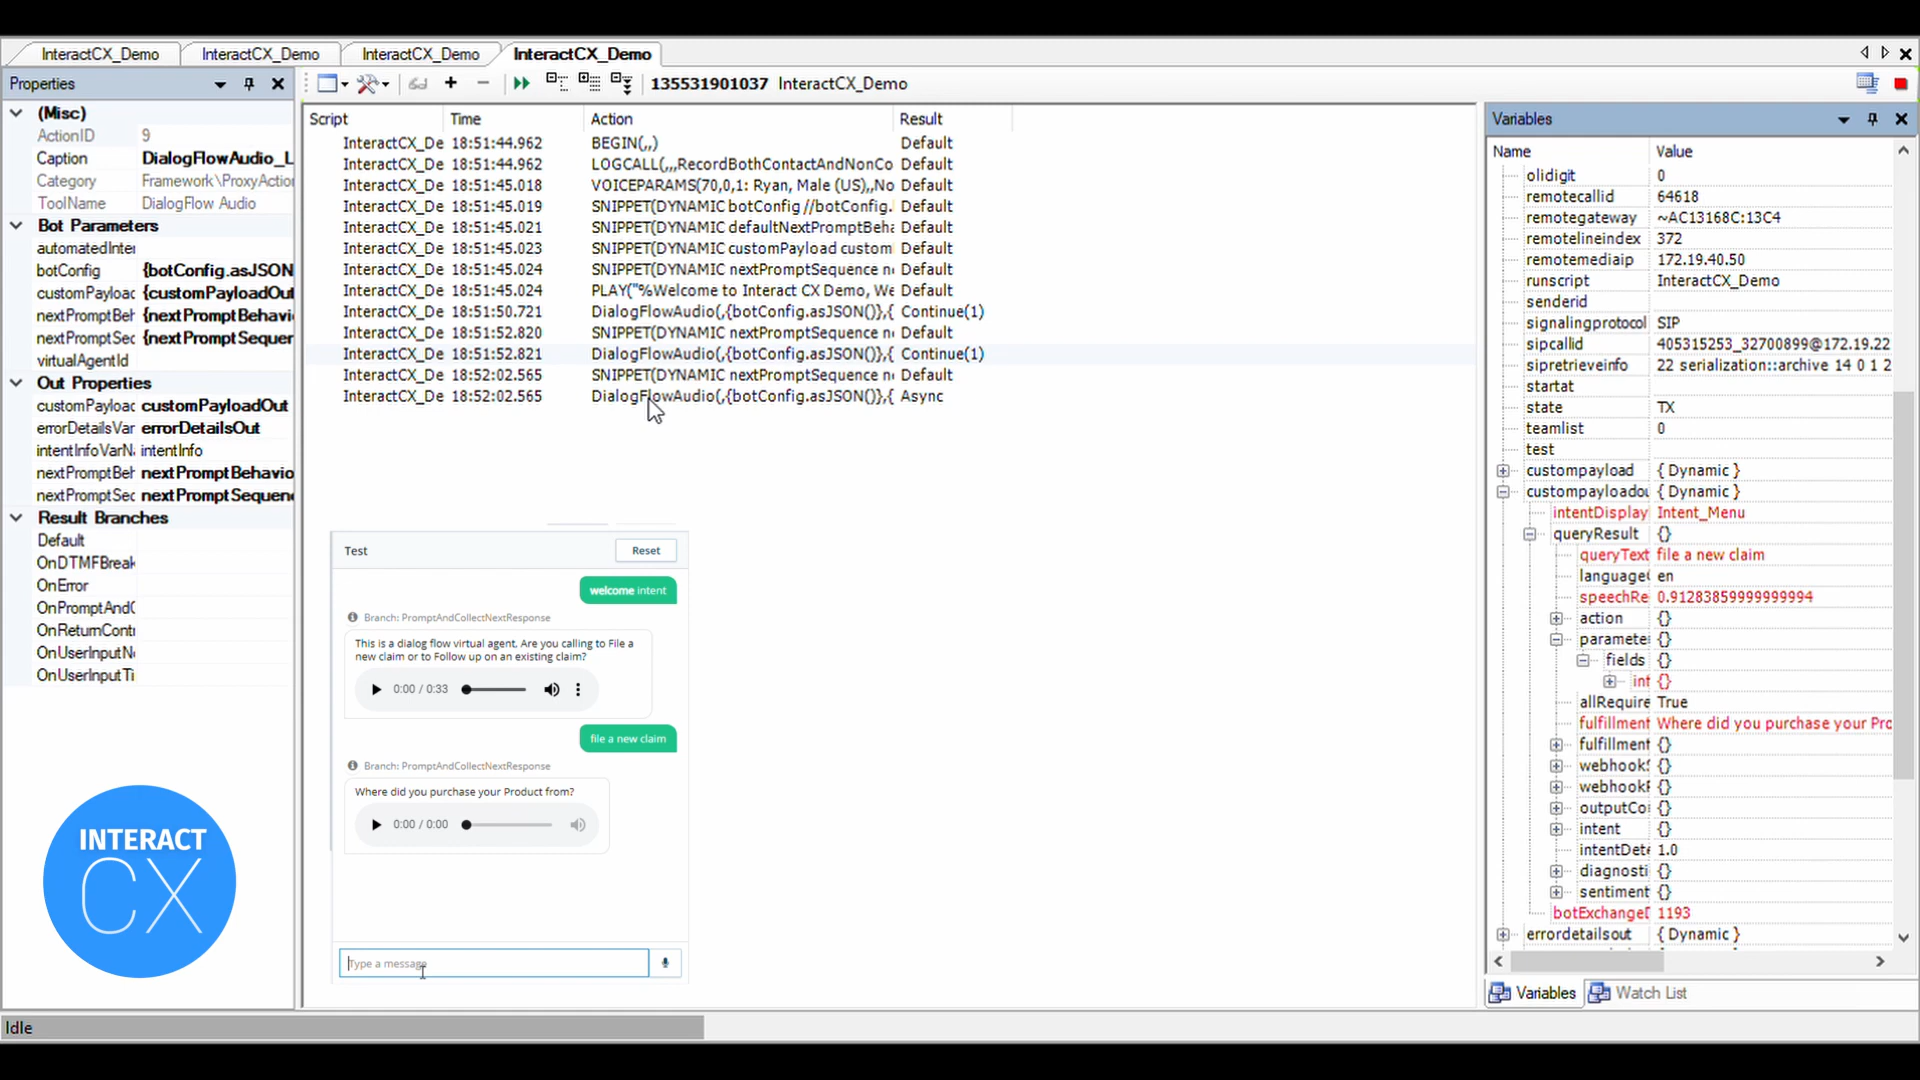 InteractCX_Demo
InteractCX_Demo
InteractCX_Demo
InteractCX_Demo
Properties
135531901037 InteractCX_Demo
(Misc)
ActionID 9
Caption DialogFlowAudio_L
Category Framework\ProxyAction
ToolName DialogFlow Audio
Bot Parameters
automatedInter
botConfig {botConfig.asJSON
customPayloac {customPayloadOut
nextPromptBeh {nextPromptBehavi
nextPromptSec {nextPromptSequer
virtualAgentId
Out Properties
customPayloac customPayloadOut
errorDetailsVar errorDetailsOut
intentInfoVarN intentInfo
nextPromptBeh nextPromptBehavio
nextPromptSec nextPromptSequenc
Result Branches
Default
OnDTMFBreak
OnError
OnPromptAndC
OnReturnContr
OnUserInputNo
OnUserInputTi
INTERACT
CX
Script Time Action Result
InteractCX_De 18:51:44.962 BEGIN(,,) Default
InteractCX_De 18:51:44.962 LOGCALL(,,,RecordBothContactAndNonCo Default
InteractCX_De 18:51:45.018 VOICEPARAMS(70,0,1: Ryan, Male (US),,No Default
InteractCX_De 18:51:45.019 SNIPPET(DYNAMIC botConfig //botConfig. Default
InteractCX_De 18:51:45.021 SNIPPET(DYNAMIC defaultNextPromptBeha Default
InteractCX_De 18:51:45.023 SNIPPET(DYNAMIC customPayload custom Default
InteractCX_De 18:51:45.024 SNIPPET(DYNAMIC nextPromptSequence n Default
InteractCX_De 18:51:45.024 PLAY("%Welcome to Interact CX Demo, We Default
InteractCX_De 18:51:50.721 DialogFlowAudio(,{botConfig.asJSON()},{ Continue(1)
InteractCX_De 18:51:52.820 SNIPPET(DYNAMIC nextPromptSequence n Default
InteractCX_De 18:51:52.821 DialogFlowAudio(,{botConfig.asJSON()},{ Continue(1)
InteractCX_De 18:52:02.565 SNIPPET(DYNAMIC nextPromptSequence n Default
InteractCX_De 18:52:02.565 DialogFlowAudio(,{botConfig.asJSON()},{ Async
Test Reset
welcome intent
Branch: PromptAndCollectNextResponse
This is a dialog flow virtual agent. Are you calling to File a
new claim or to Follow up on an existing claim?
0:00 / 0:33
file a new claim
Branch: PromptAndCollectNextResponse
Where did you purchase your Product from?
0:00 / 0:00
Type a message
Variables
Name Value
olidigit 0
remotecallid 64618
remotegateway ~AC13168C:13C4
remotelineindex 372
remotemediaip 172.19.40.50
runscript InteractCX_Demo
senderid
signalingprotocol SIP
sipcallid 405315253_32700899@172.19.22
sipretrieveinfo 22 serialization::archive 14 0 1 2
startat
state TX
teamlist 0
test
custompayload { Dynamic }
custompayloadou { Dynamic }
intentDisplay Intent_Menu
queryResult {}
queryText file a new claim
language en
speechRe 0.91283859999999994
action {}
paramete {}
fields {}
int {}
allRequire True
fulfillment Where did you purchase your Pro
fulfillment {}
webhookS {}
webhookP {}
outputCo {}
intent {}
intentDete 1.0
diagnosti {}
sentiment {}
botExchangeD 1193
errordetailsout { Dynamic }
Variables Watch List
Idle